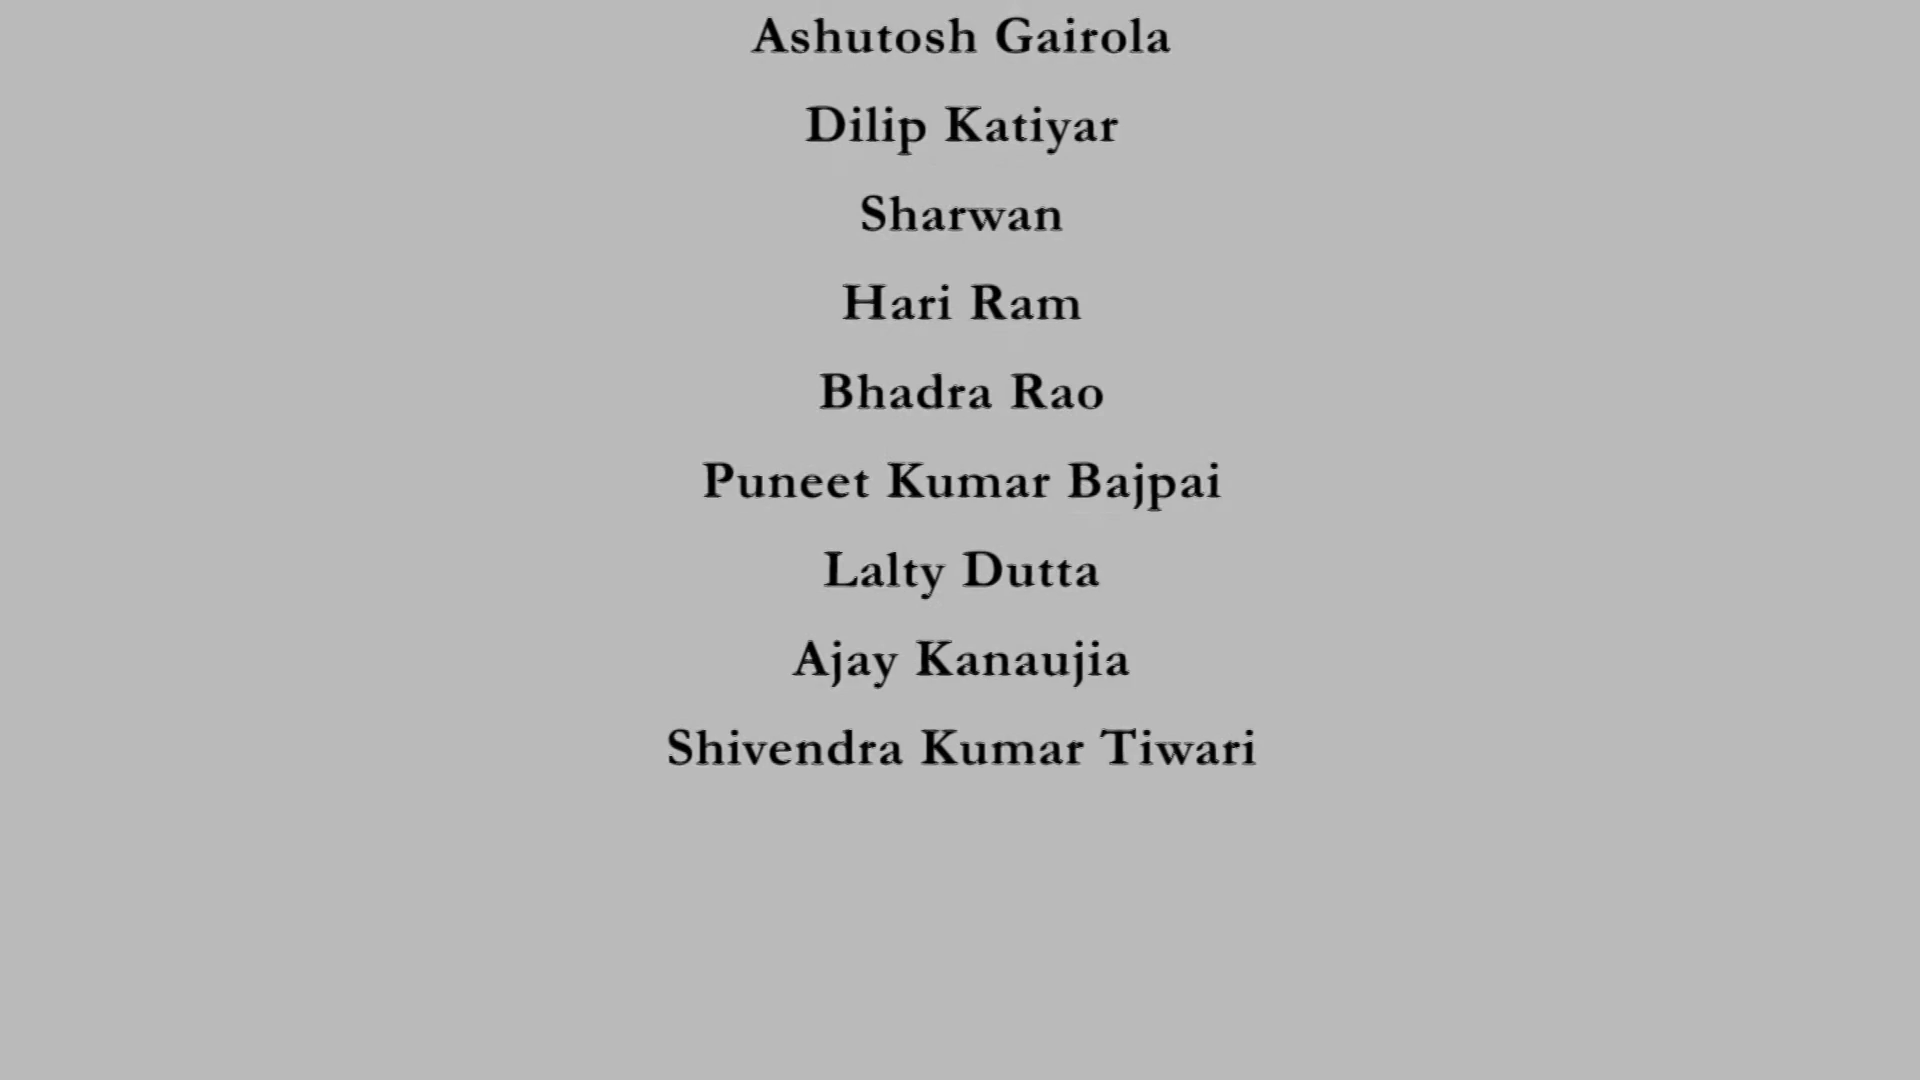 Ashutosh Gairola
Dilip Katiyar
Sharwan
Hari Ram
Bhadra Rao
Puneet Kumar Bajpai
Lalty Dutta
Ajay Kanaujia
Shivendra Kumar Tiwari